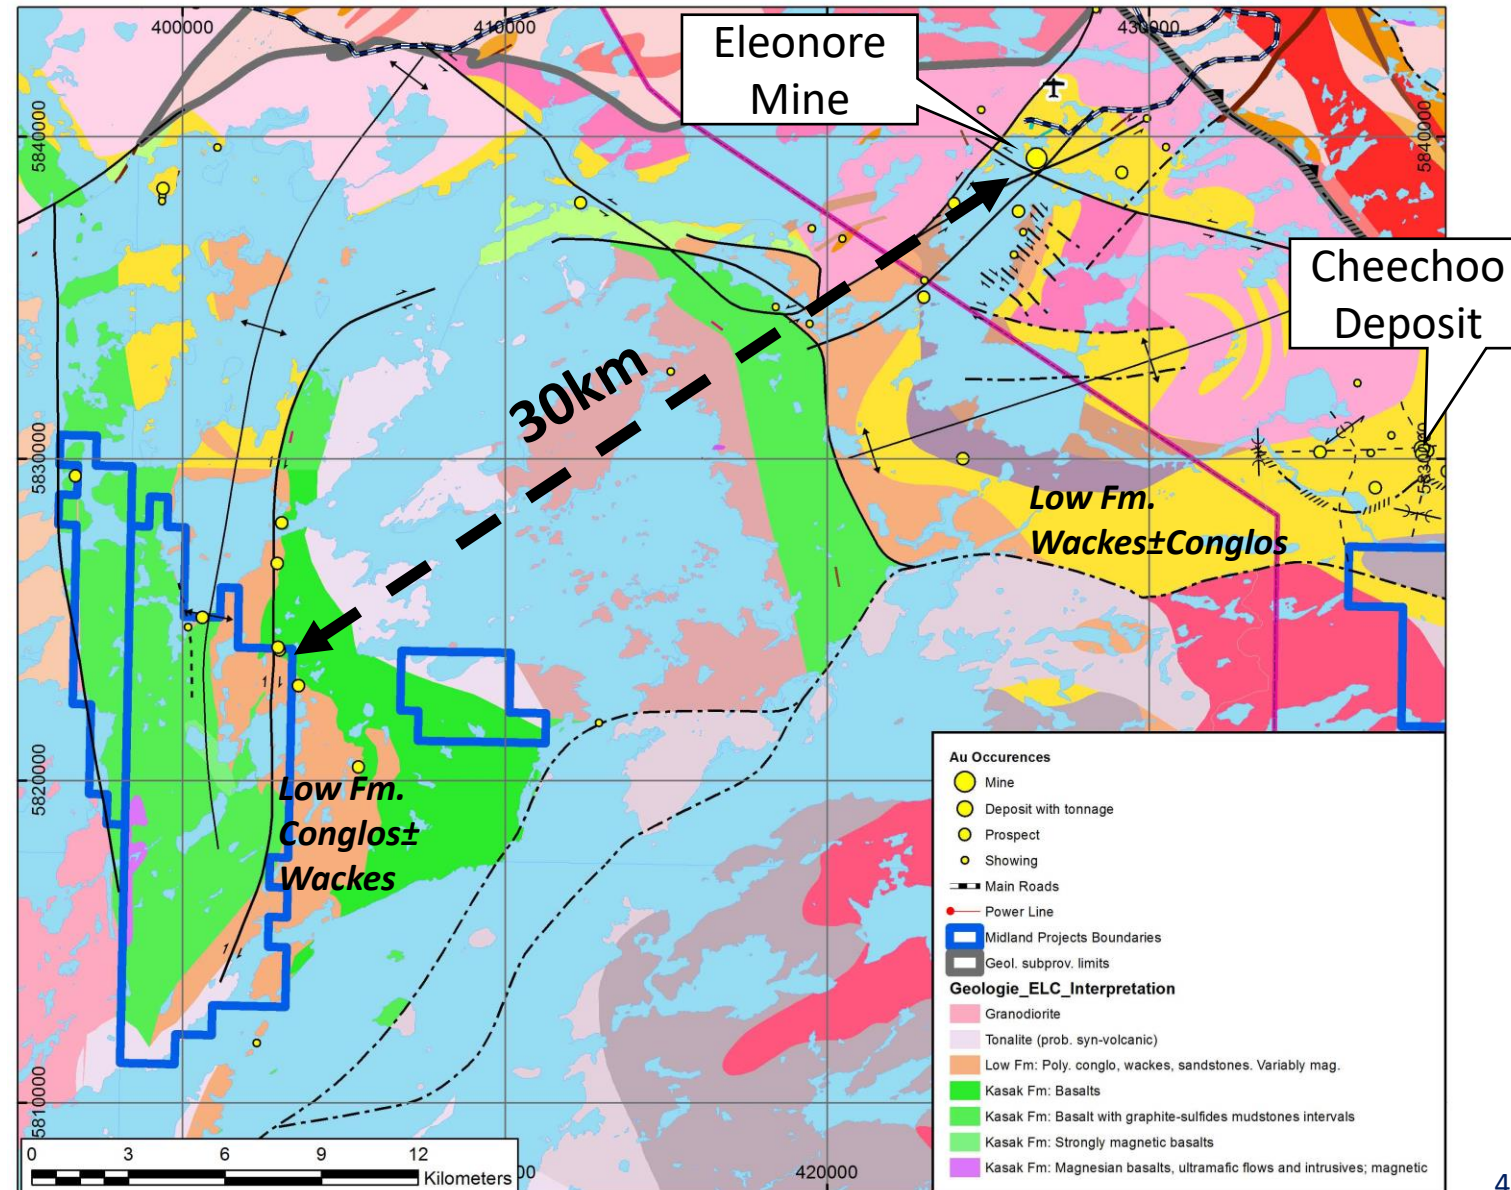 400000
410000
430000
Eleonore
Mine
5840000
5840000
Cheechoo
Deposit
30km
5830000
5830000
Low Fm.
Wackes±Conglos
5820000
Low Fm.
Conglos±
Wackes
5810000
420000
Au Occurences
Mine
Deposit with tonnage
Prospect
Showing
Main Roads
Power Line
Midland Projects Boundaries
Geol. subprov. limits
Geologie_ELC_Interpretation
Granodiorite
Tonalite (prob. syn-volcanic)
Low Fm: Poly. conglo, wackes, sandstones. Variably mag.
Kasak Fm: Basalts
Kasak Fm: Basalt with graphite-sulfides mudstones intervals
Kasak Fm: Strongly magnetic basalts
Kasak Fm: Magnesian basalts, ultramafic flows and intrusives; magnetic
0 3 6 9 12
Kilometers
4